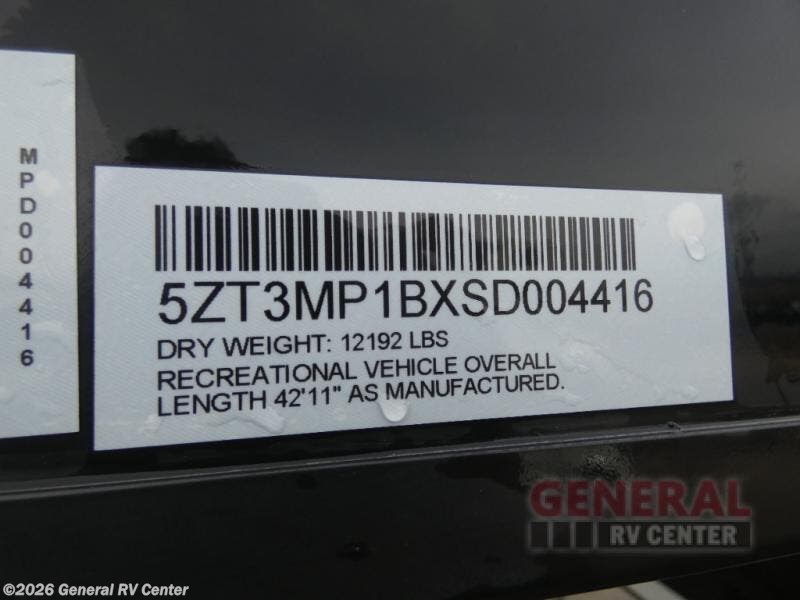 MPD004416
5ZT3MP1BXSD004416
DRY WEIGHT: 12192 LBS
RECREATIONAL VEHICLE OVERALL
LENGTH 42'11" AS MANUFACTURED.
GENERAL
RV CENTER
©2026 General RV Center